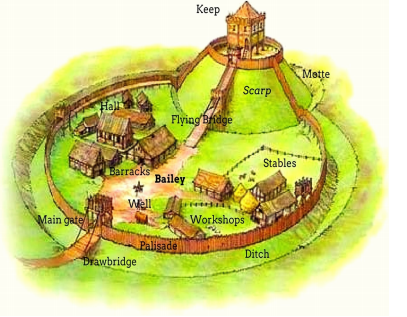 Keep
Motte
Scarp
Hall
Flying Bridge
Stables
Barracks
Bailey
Well
Main gate
Workshops
Palisade
Ditch
Drawbridge